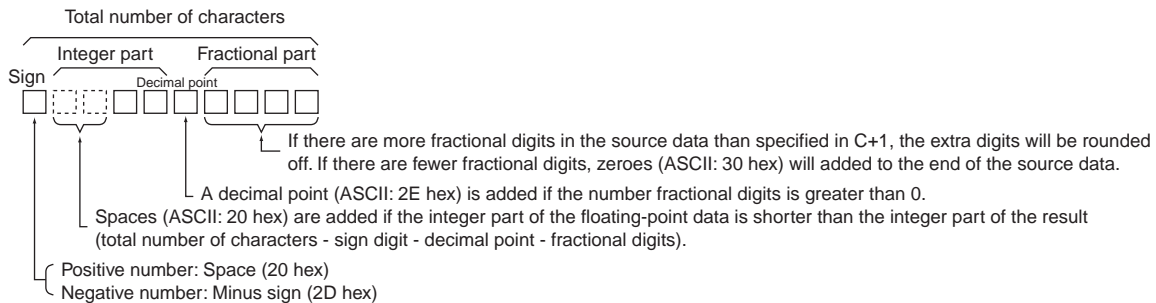 Total number of characters
Integer part Fractional part
Sign
Decimal point
If there are more fractional digits in the source data than specified in C+1, the extra digits will be rounded
off. If there are fewer fractional digits, zeroes (ASCII: 30 hex) will added to the end of the source data.
A decimal point (ASCII: 2E hex) is added if the number fractional digits is greater than 0.
Spaces (ASCII: 20 hex) are added if the integer part of the floating-point data is shorter than the integer part of the result
(total number of characters - sign digit - decimal point - fractional digits).
Positive number: Space (20 hex)
Negative number: Minus sign (2D hex)